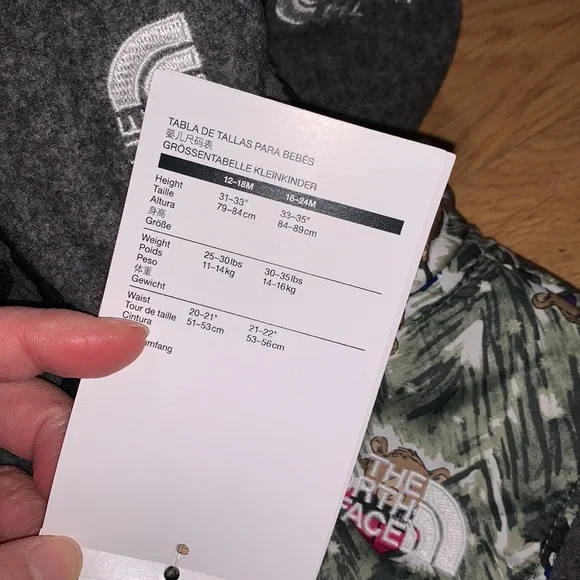 TABLA DE TALLAS PARA BEBÉS
婴儿尺码表
GRÖSSENTABELLE KLEINKINDER
12–18M 18–24M
Height 31–33" 33–35"
Taille 79–84cm 84–89cm
Altura
身高
Größe
Weight 25–30lbs 30–35lbs
Poids 11–14kg 14–16kg
Peso
体重
Gewicht
Waist 20–21" 21–22"
Tour de taille 51–53cm 53–56cm
Cintura
mfang
THE
NORTH
FACE